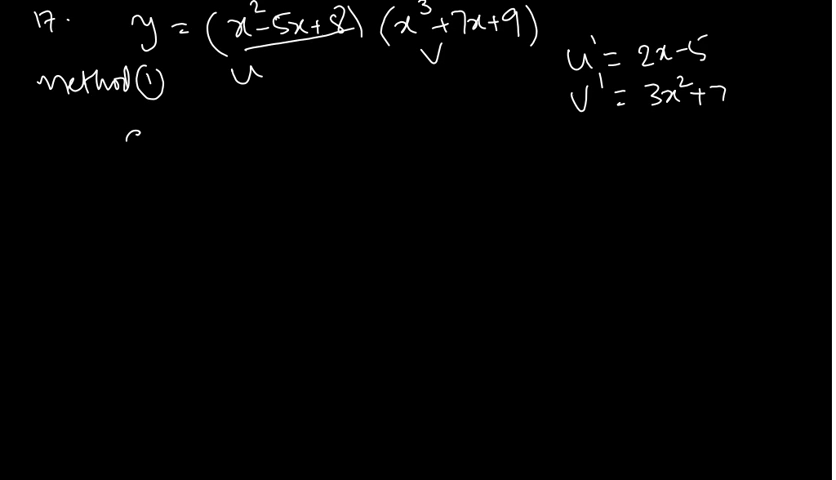 17. y = (x² - 5x + 8) (x³ + 7x + 9)
u v
u' = 2x - 5
method ①
v' = 3x² + 7